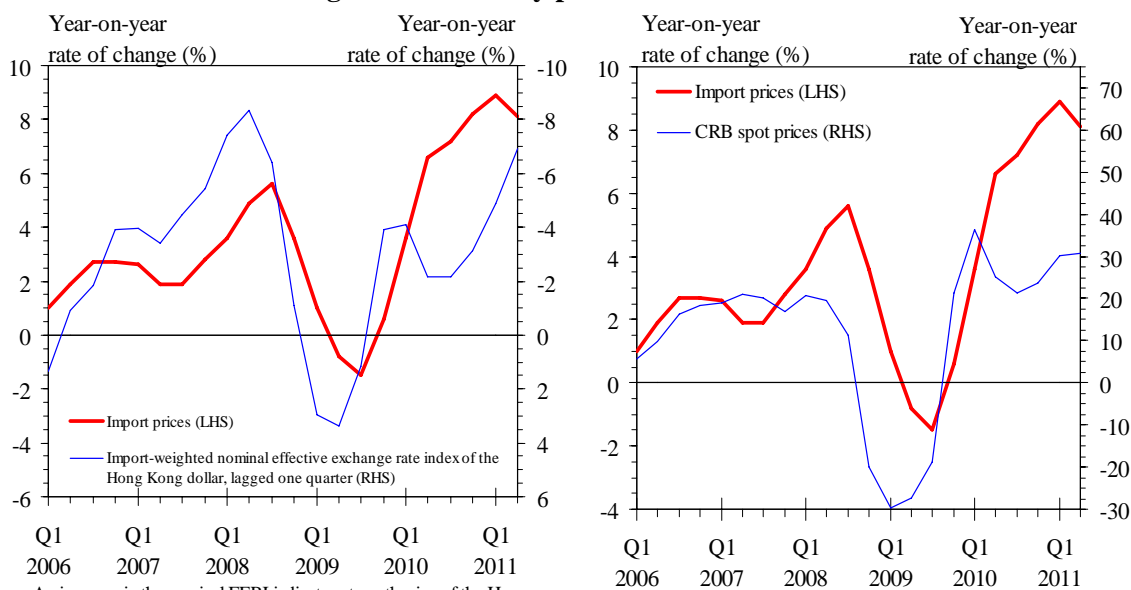 Year-on-year
rate of change (%)
Year-on-year
rate of change (%)
10
8
6
4
2
0
-2
-4
-6
-10
-8
-6
-4
-2
0
2
4
6
Import prices (LHS)
Import-weighted nominal effective exchange rate index of the
Hong Kong dollar, lagged one quarter (RHS)
Q1 Q1 Q1 Q1 Q1 Q1
2006 2007 2008 2009 2010 2011
Year-on-year
rate of change (%)
Year-on-year
rate of change (%)
10
8
6
4
2
0
-2
-4
70
60
50
40
30
20
10
0
-10
-20
-30
Import prices (LHS)
CRB spot prices (RHS)
Q1 Q1 Q1 Q1 Q1 Q1
2006 2007 2008 2009 2010 2011